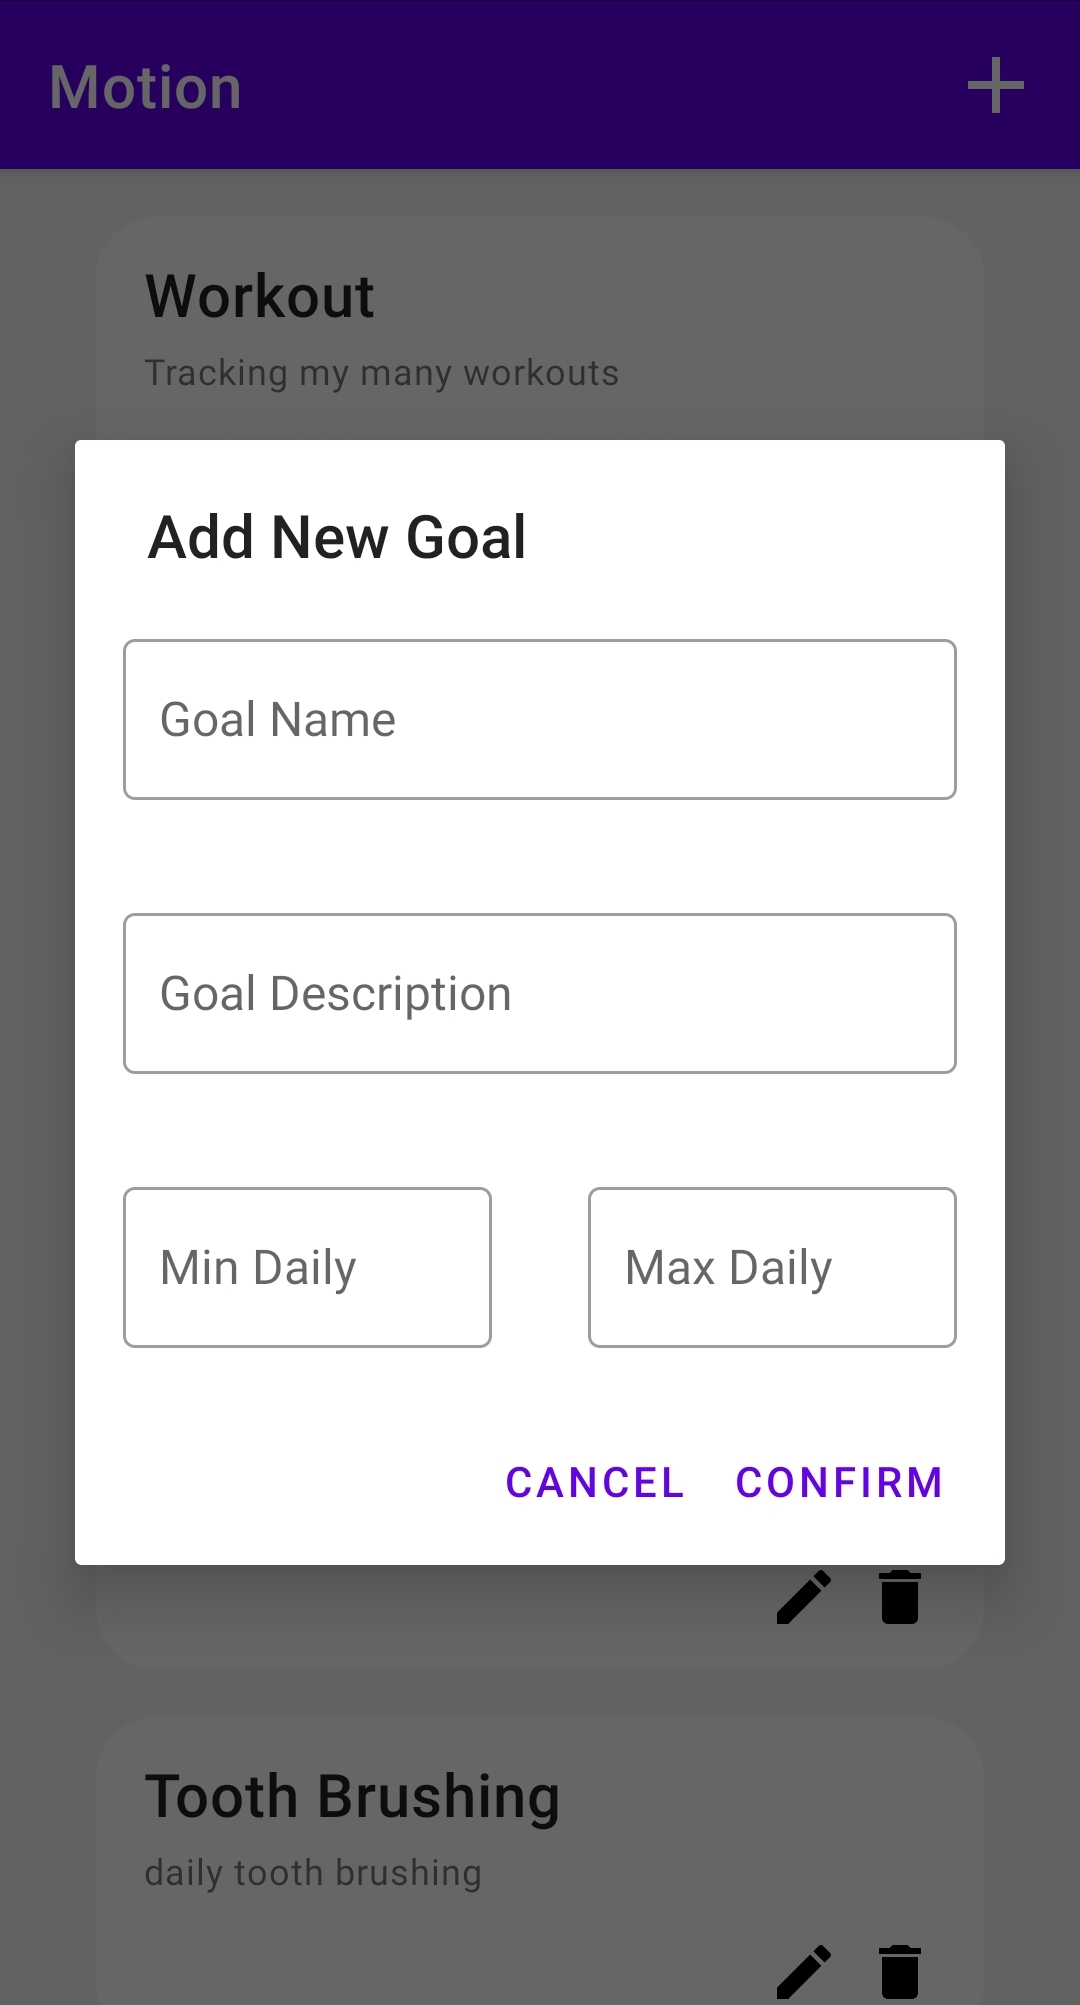 Motion
Workout
Tracking my many workouts
Add New Goal
Goal Name
Goal Description
Min Daily
Max Daily
CANCEL
CONFIRM
Tooth Brushing
daily tooth brushing